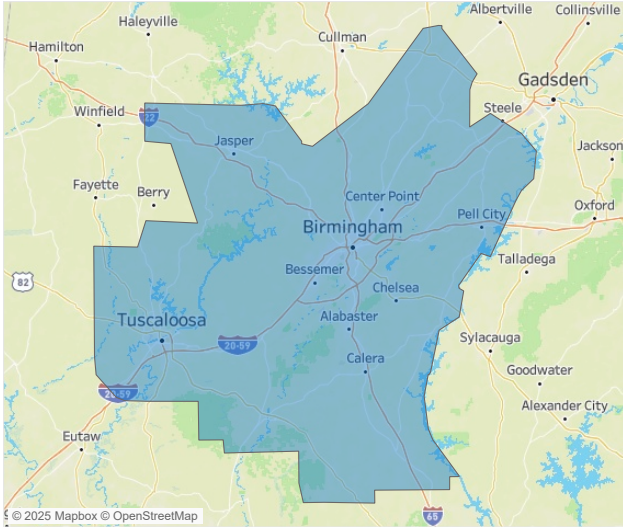 Haleyville
Albertville
Collinsville
Hamilton
Cullman
Gadsden
Winfield
22
Steele
Jasper
Jackson
Fayette
Berry
Center Point
Oxford
Pell City
Birmingham
Talladega
Bessemer
82
Chelsea
Tuscaloosa
Alabaster
20-59
Sylacauga
Calera
Goodwater
20-59
Alexander City
Eutaw
65
© 2025 Mapbox © OpenStreetMap